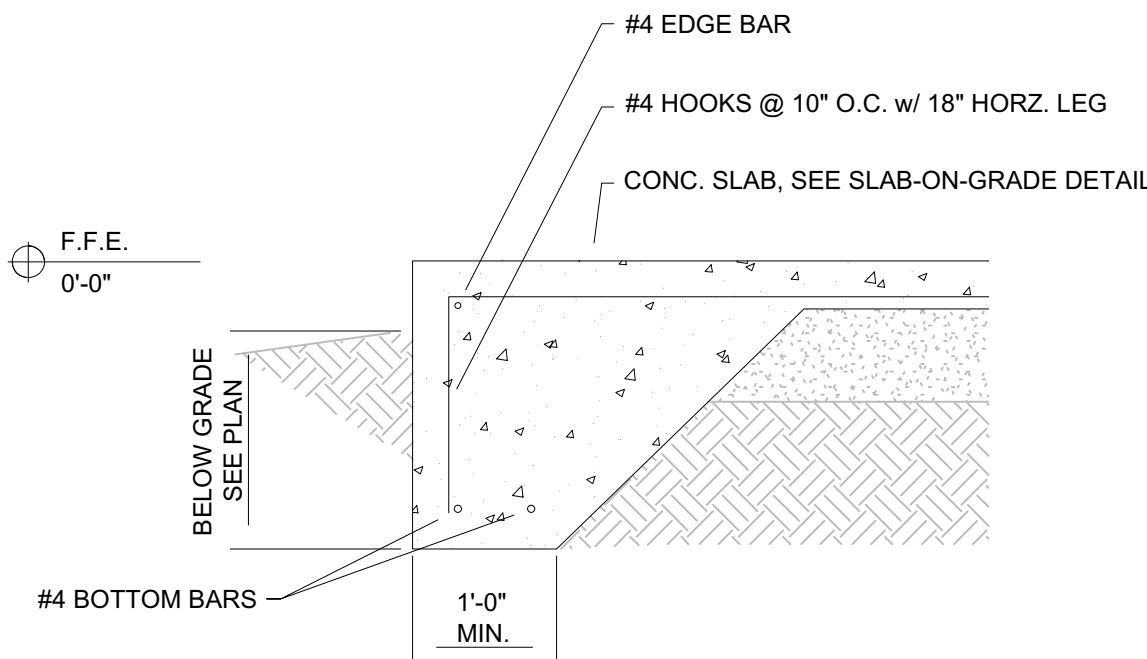 #4 EDGE BAR
#4 HOOKS @ 10" O.C. w/ 18" HORZ. LEG
CONC. SLAB, SEE SLAB-ON-GRADE DETAIL
F.F.E.
0'-0"
BELOW GRADE
SEE PLAN
#4 BOTTOM BARS
1'-0"
MIN.